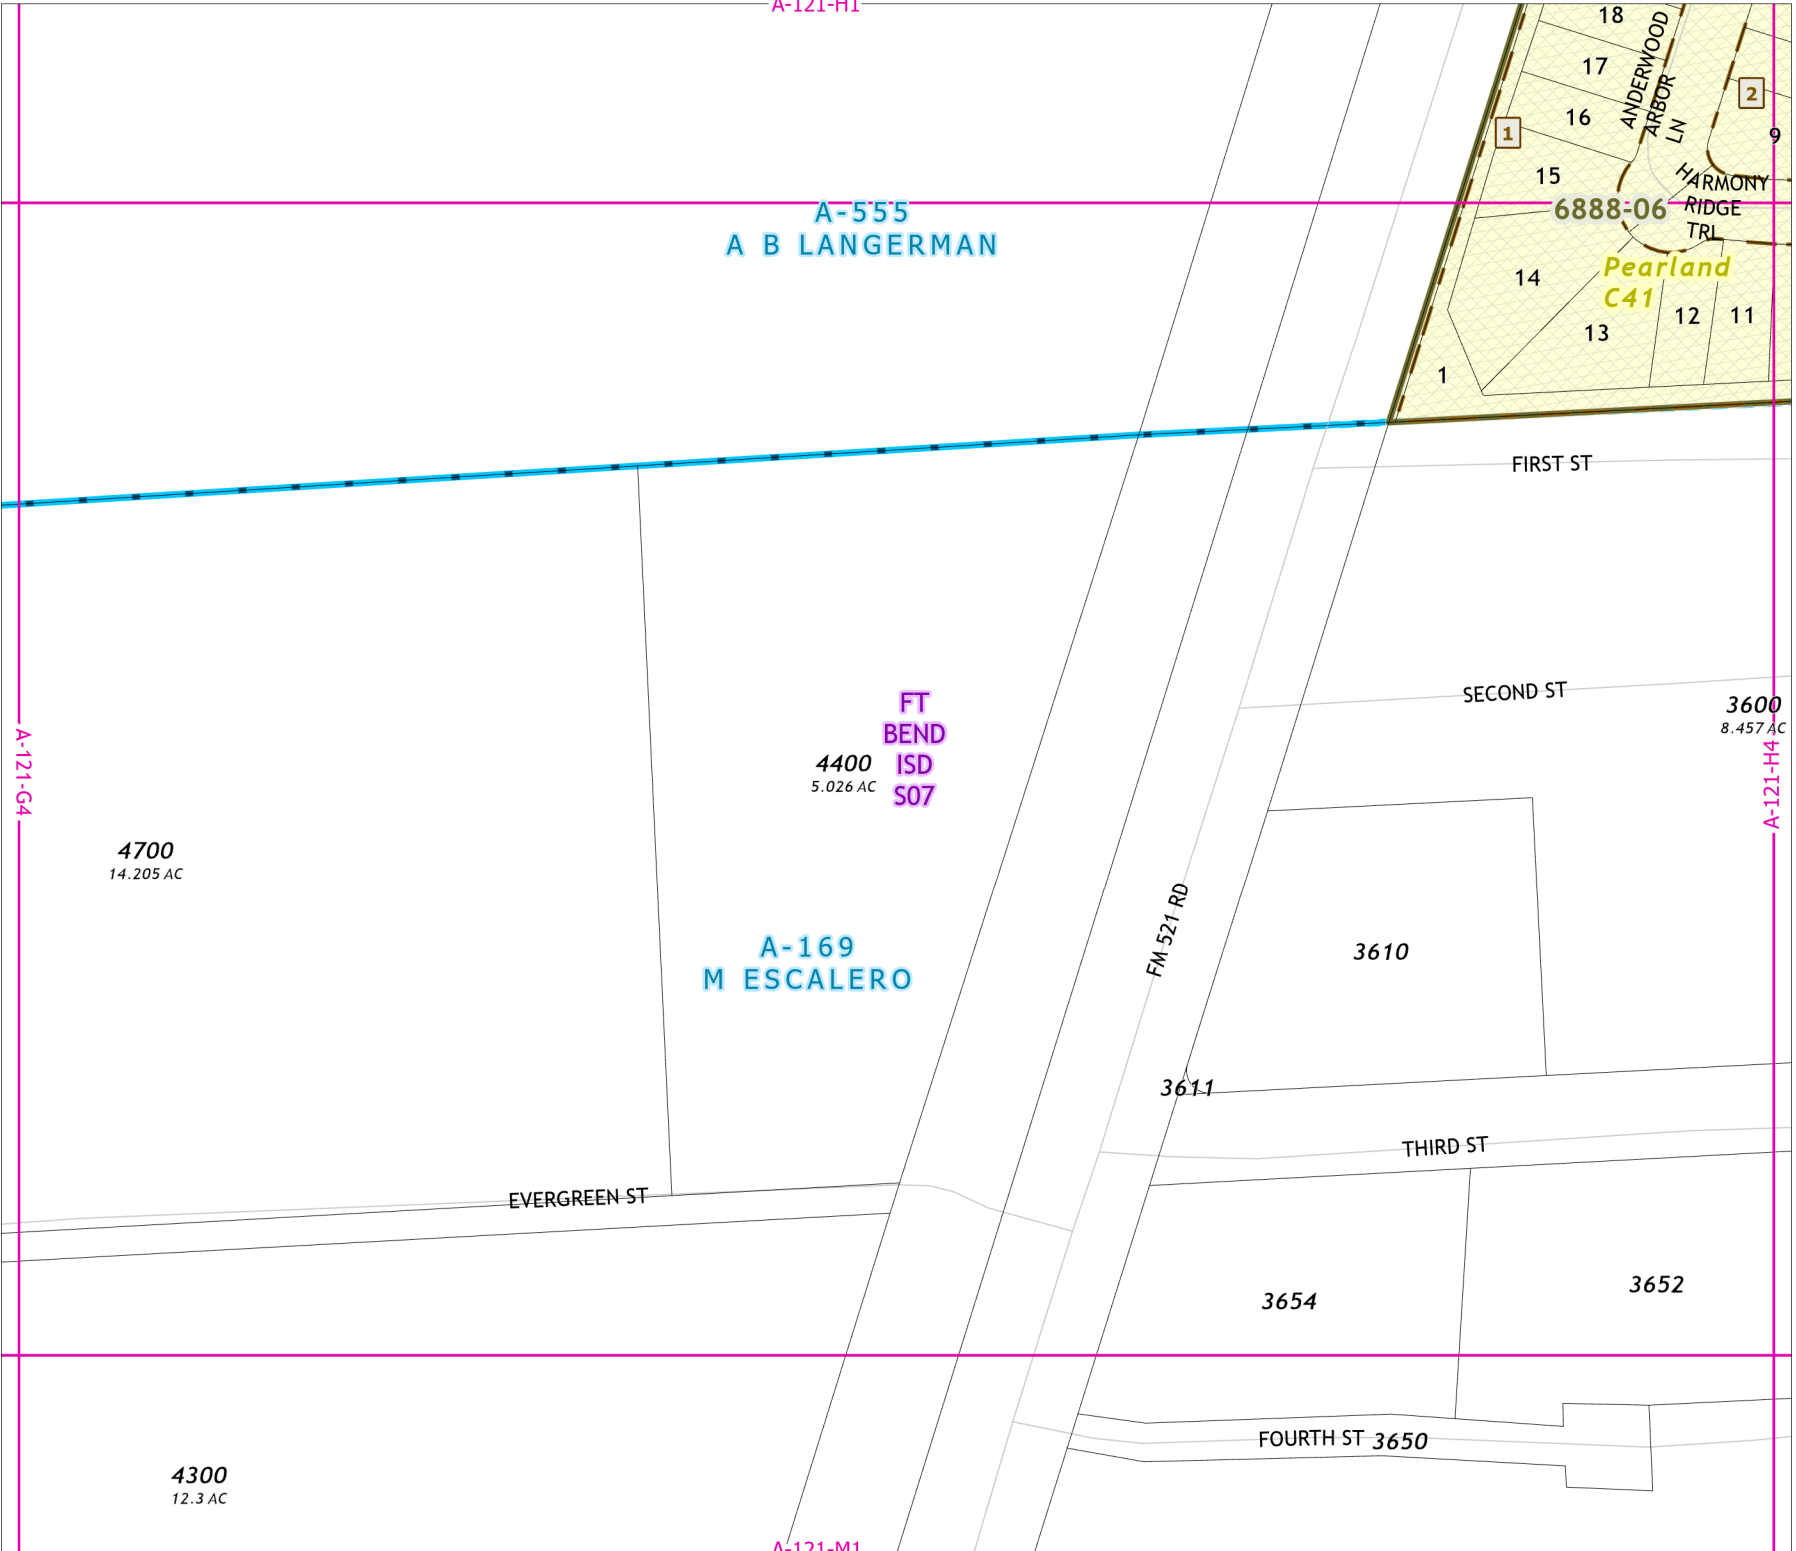 A-121-H1
18
17
16
15
14
13
12
11
1
1
2
9
ANDERWOOD
ARBOR
LN
HARMONY
RIDGE
TRL
6888-06
Pearland
C41
A-555
A B LANGERMAN
FIRST ST
SECOND ST
3600
8.457 AC
A-121-G4
A-121-H4
FT
BEND
ISD
S07
4400
5.026 AC
4700
14.205 AC
A-169
M ESCALERO
FM 521 RD
3610
3611
THIRD ST
EVERGREEN ST
3654
3652
FOURTH ST
3650
4300
12.3 AC
A-121-M1